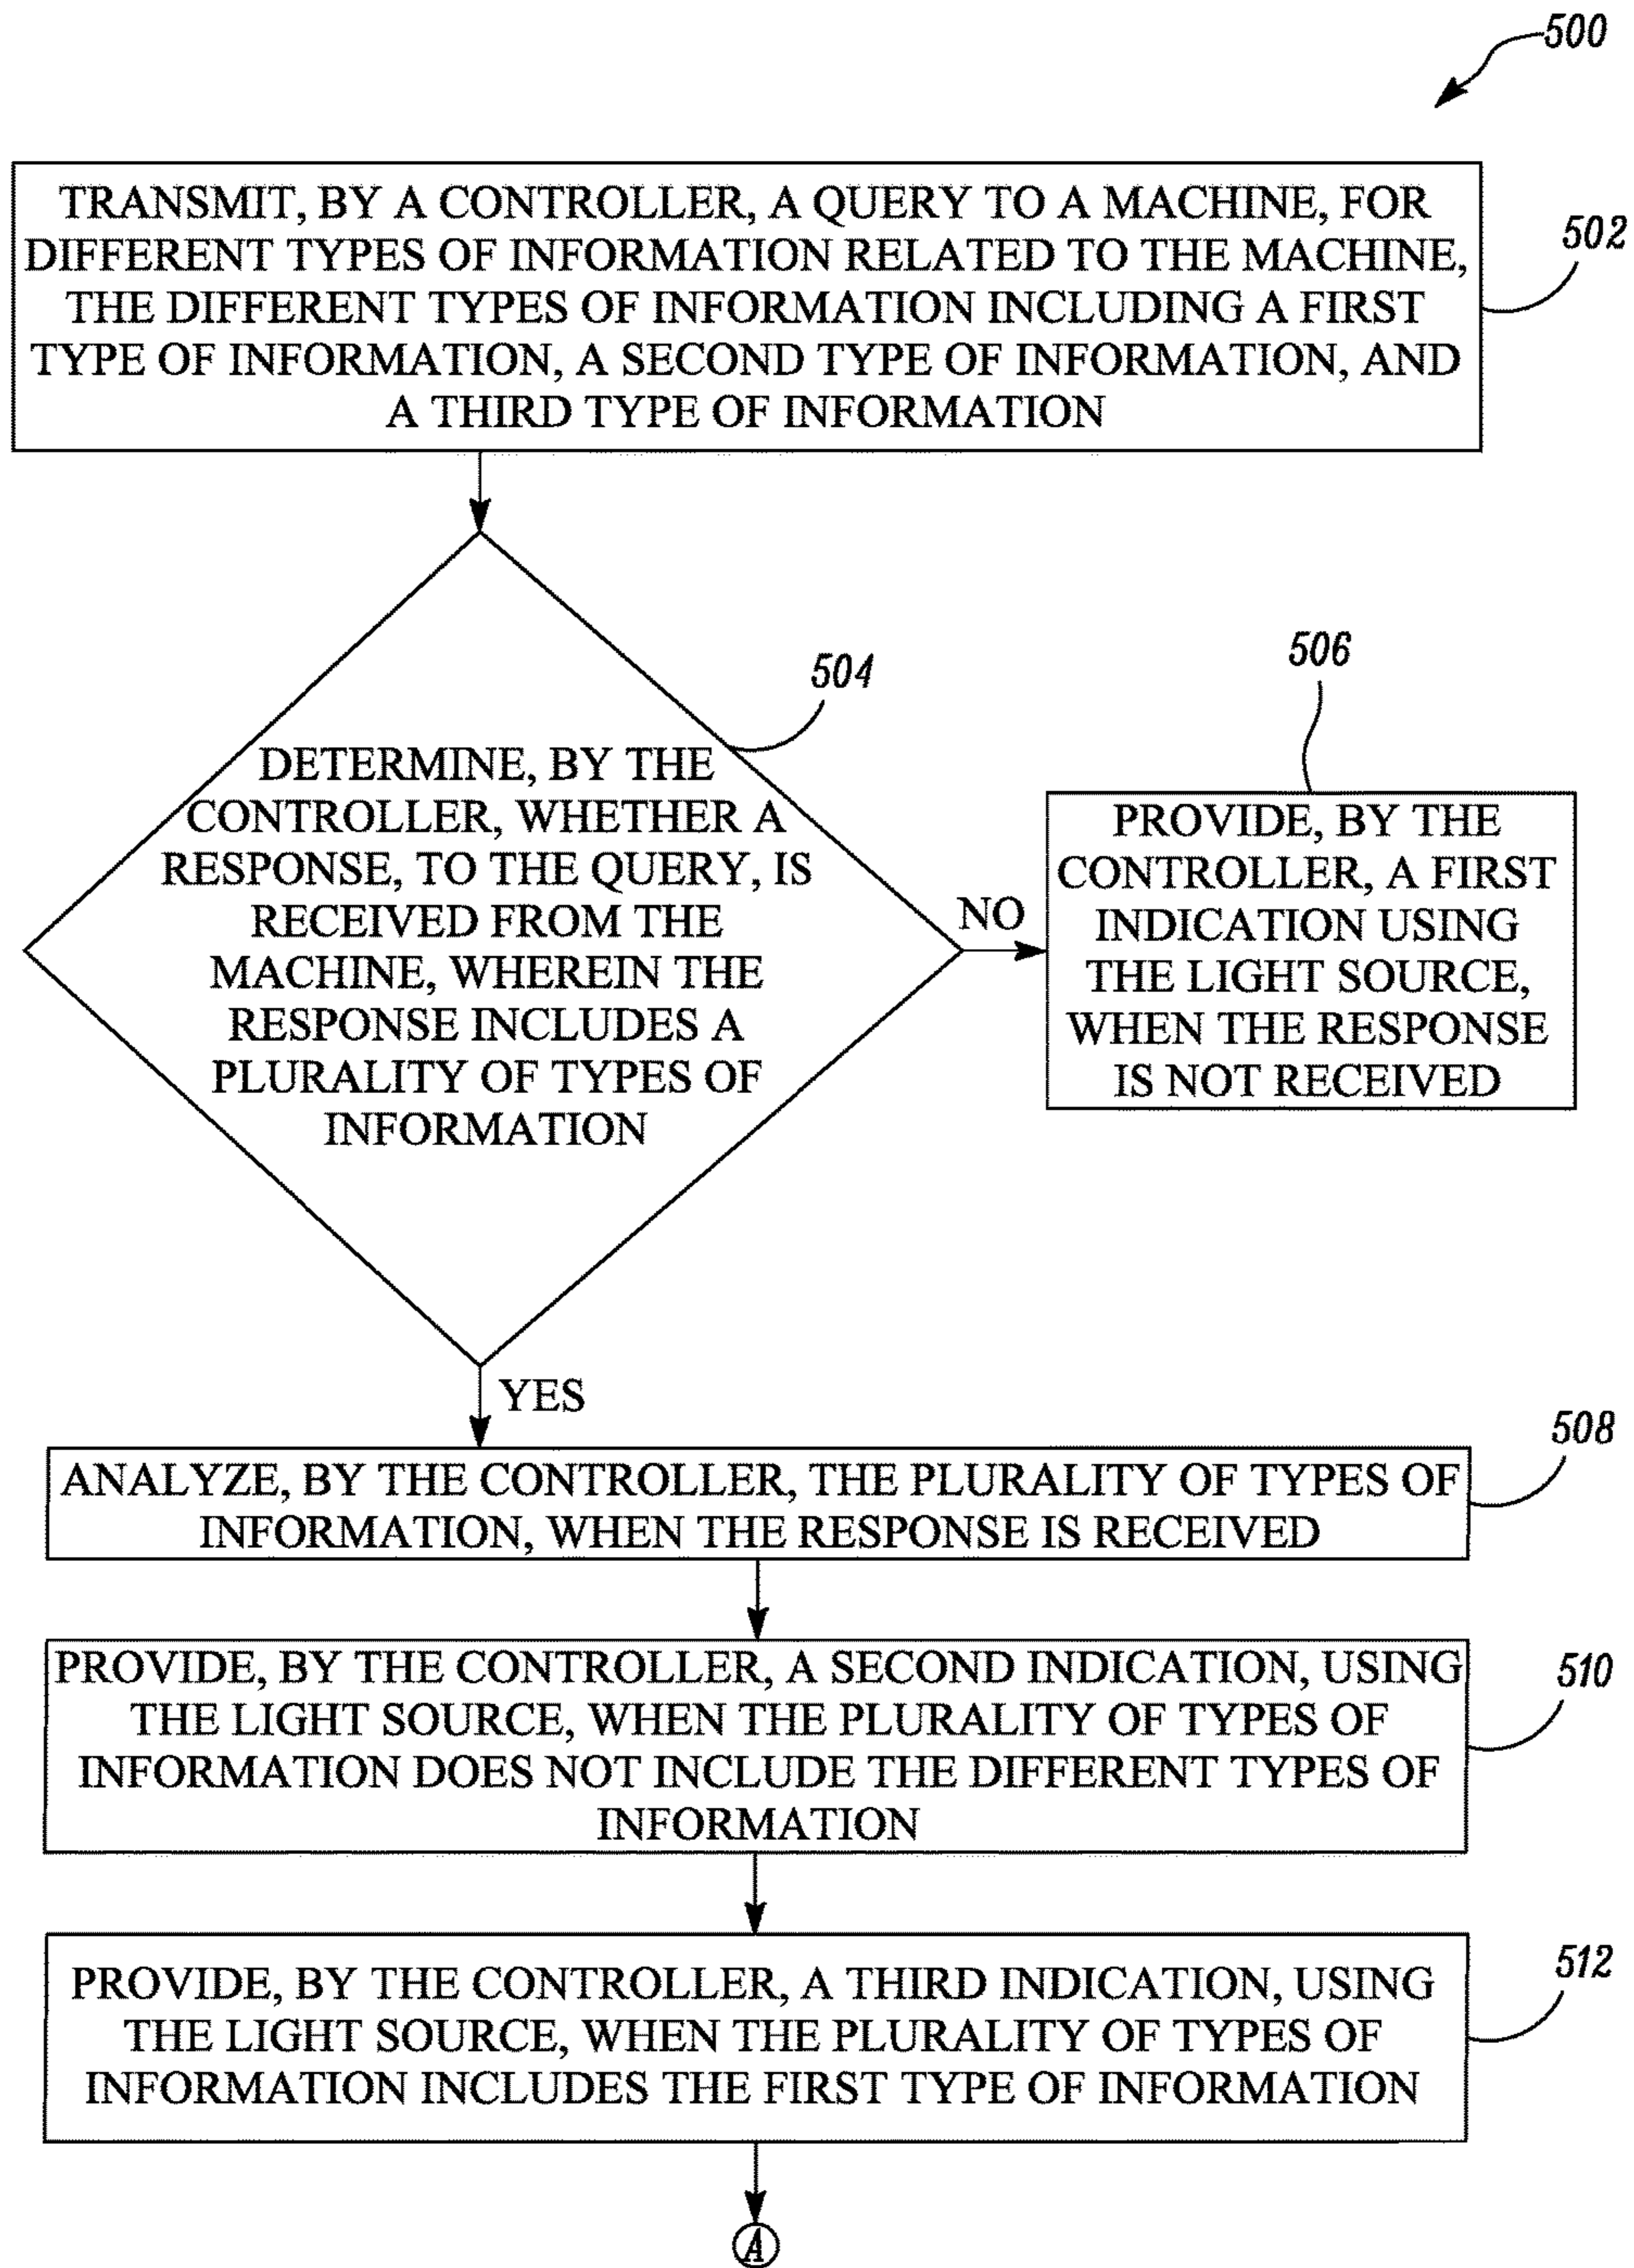 500
TRANSMIT, BY A CONTROLLER, A QUERY TO A MACHINE, FOR
DIFFERENT TYPES OF INFORMATION RELATED TO THE MACHINE,
THE DIFFERENT TYPES OF INFORMATION INCLUDING A FIRST
TYPE OF INFORMATION, A SECOND TYPE OF INFORMATION, AND
A THIRD TYPE OF INFORMATION
502
504
DETERMINE, BY THE
CONTROLLER, WHETHER A
RESPONSE, TO THE QUERY, IS
RECEIVED FROM THE
MACHINE, WHEREIN THE
RESPONSE INCLUDES A
PLURALITY OF TYPES OF
INFORMATION
NO
506
PROVIDE, BY THE
CONTROLLER, A FIRST
INDICATION USING
THE LIGHT SOURCE,
WHEN THE RESPONSE
IS NOT RECEIVED
YES
508
ANALYZE, BY THE CONTROLLER, THE PLURALITY OF TYPES OF
INFORMATION, WHEN THE RESPONSE IS RECEIVED
PROVIDE, BY THE CONTROLLER, A SECOND INDICATION, USING
THE LIGHT SOURCE, WHEN THE PLURALITY OF TYPES OF
INFORMATION DOES NOT INCLUDE THE DIFFERENT TYPES OF
INFORMATION
510
PROVIDE, BY THE CONTROLLER, A THIRD INDICATION, USING
THE LIGHT SOURCE, WHEN THE PLURALITY OF TYPES OF
INFORMATION INCLUDES THE FIRST TYPE OF INFORMATION
512
A